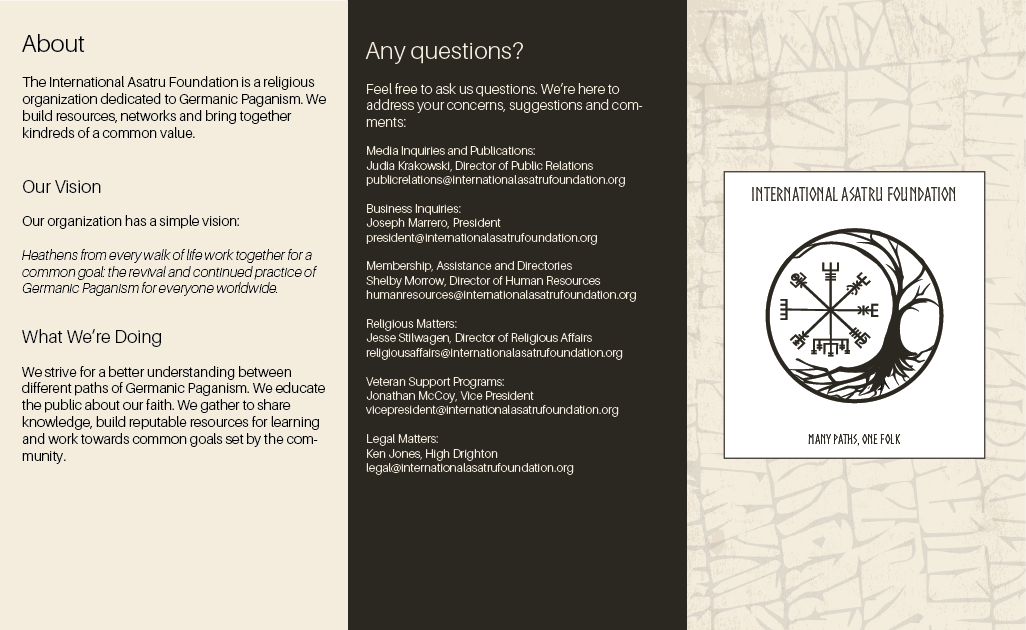 About
The International Asatru Foundation is a religious
organization dedicated to Germanic Paganism. We
build resources, networks and bring together
kindreds of a common value.
Our Vision
Our organization has a simple vision:
Heathens from every walk of life work together for a
common goal: the revival and continued practice of
Germanic Paganism for everyone worldwide.
What We're Doing
We strive for a better understanding between
different paths of Germanic Paganism. We educate
the public about our faith. We gather to share
knowledge, build reputable resources for learning
and work towards common goals set by the com-
munity.
Any questions?
Feel free to ask us questions. We're here to
address your concerns, suggestions and com-
ments:
Media Inquiries and Publications:
Judia Krakowski, Director of Public Relations
publicrelations@internationalasatrufoundation.org
Business Inquiries:
Joseph Marrero, President
president@internationalasatrufoundation.org
Membership, Assistance and Directories
Shelby Morrow, Director of Human Resources
humanresources@internationalasatrufoundation.org
Religious Matters:
Jesse Stilwagen, Director of Religious Affairs
religiousaffairs@internationalasatrufoundation.org
Veteran Support Programs:
Jonathan McCoy, Vice President
vicepresident@internationalasatrufoundation.org
Legal Matters:
Ken Jones, High Drighton
legal@internationalasatrufoundation.org
INTERNATIONAL ASATRU FOUNDATION
MANY PATHS, ONE FOLK